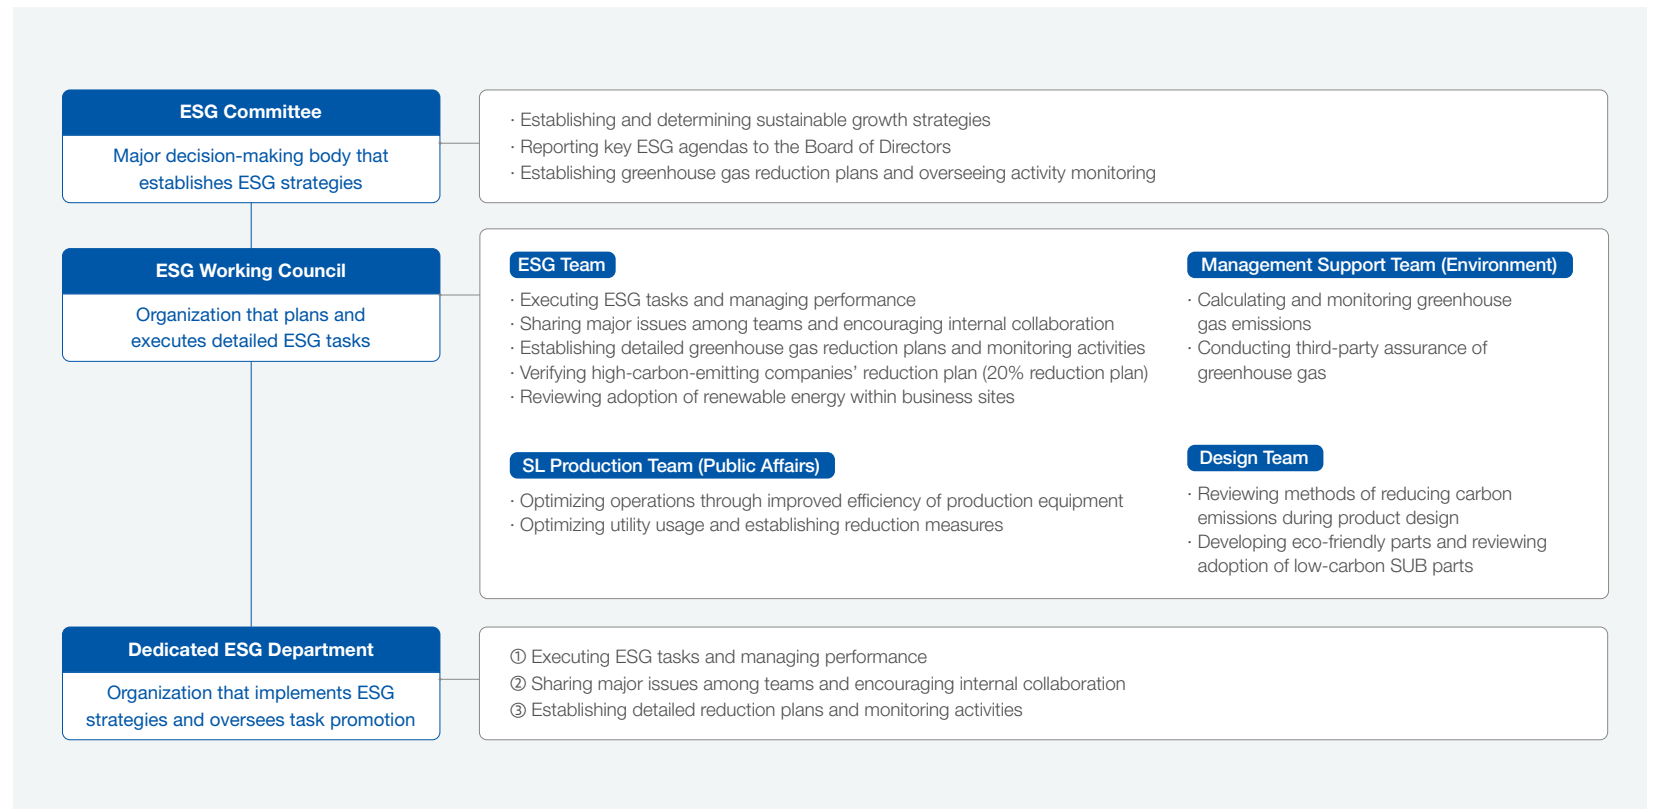 ESG Committee
Major decision-making body that
establishes ESG strategies
· Establishing and determining sustainable growth strategies
· Reporting key ESG agendas to the Board of Directors
· Establishing greenhouse gas reduction plans and overseeing activity monitoring
ESG Working Council
Organization that plans and
executes detailed ESG tasks
ESG Team
· Executing ESG tasks and managing performance
· Sharing major issues among teams and encouraging internal collaboration
· Establishing detailed greenhouse gas reduction plans and monitoring activities
· Verifying high-carbon-emitting companies’ reduction plan (20% reduction plan)
· Reviewing adoption of renewable energy within business sites
Management Support Team (Environment)
· Calculating and monitoring greenhouse
gas emissions
· Conducting third-party assurance of
greenhouse gas
SL Production Team (Public Affairs)
· Optimizing operations through improved efficiency of production equipment
· Optimizing utility usage and establishing reduction measures
Design Team
· Reviewing methods of reducing carbon
emissions during product design
· Developing eco-friendly parts and reviewing
adoption of low-carbon SUB parts
Dedicated ESG Department
Organization that implements ESG
strategies and oversees task promotion
① Executing ESG tasks and managing performance
② Sharing major issues among teams and encouraging internal collaboration
③ Establishing detailed reduction plans and monitoring activities